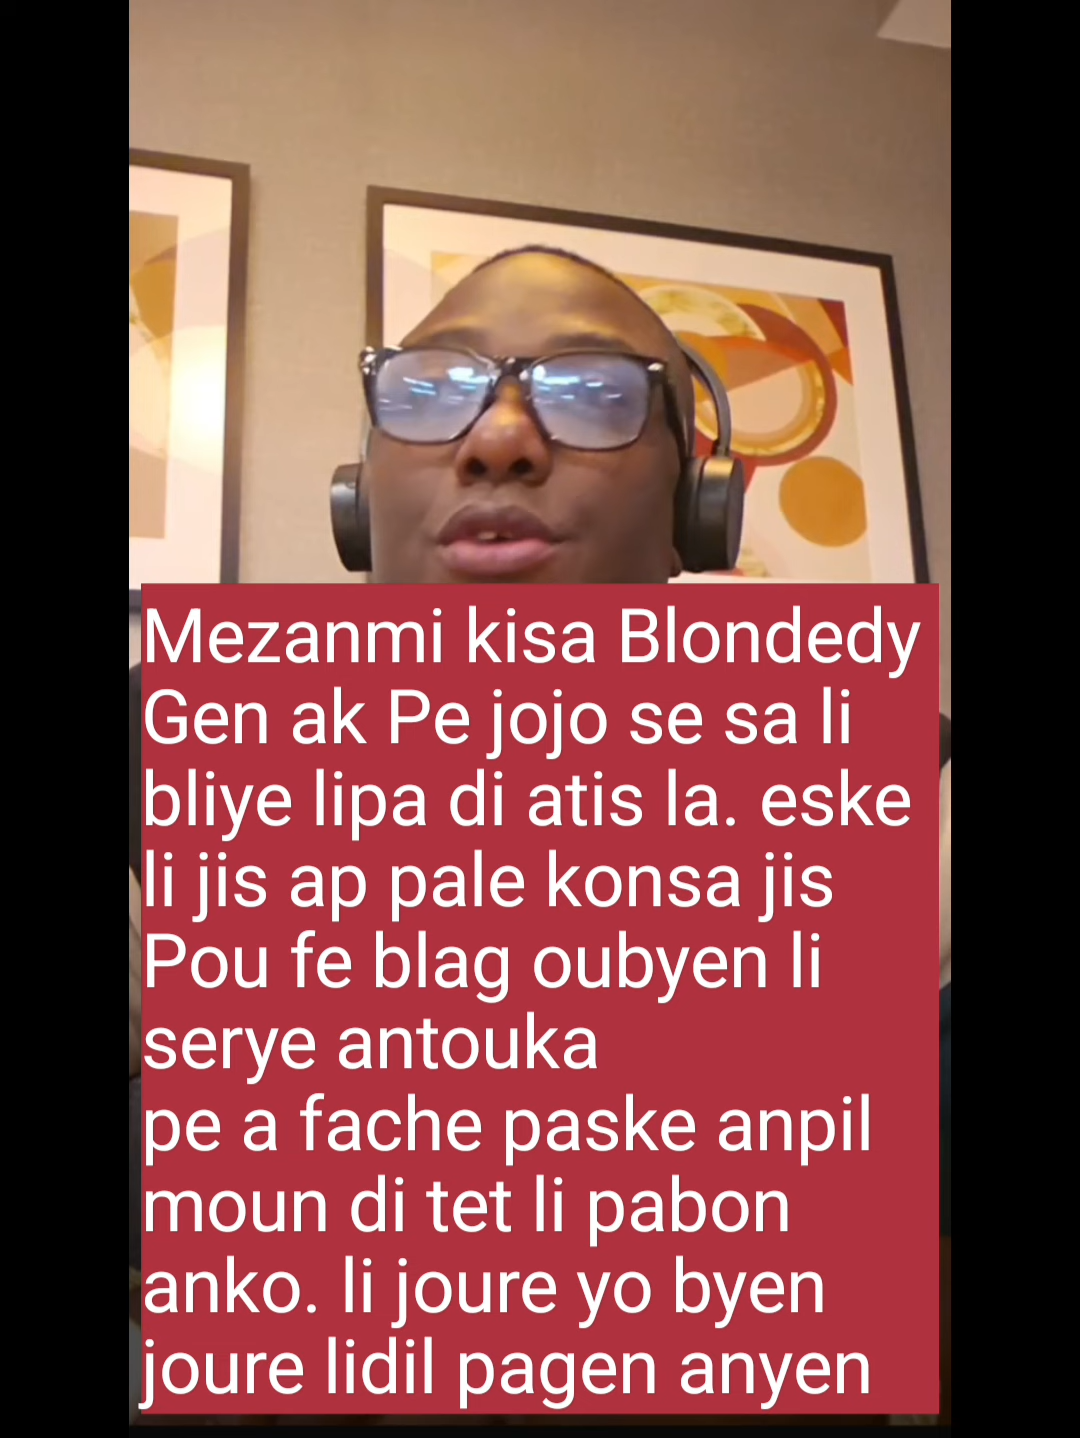 Mezanmi kisa Blondedy
Gen ak Pe jojo se sa li
bliye lipa di atis la. eske
li jis ap pale konsa jis
Pou fe blag oubyen li
serye antouka
pe a fache paske anpil
moun di tet li pabon
anko. li joure yo byen
joure lidil pagen anyen